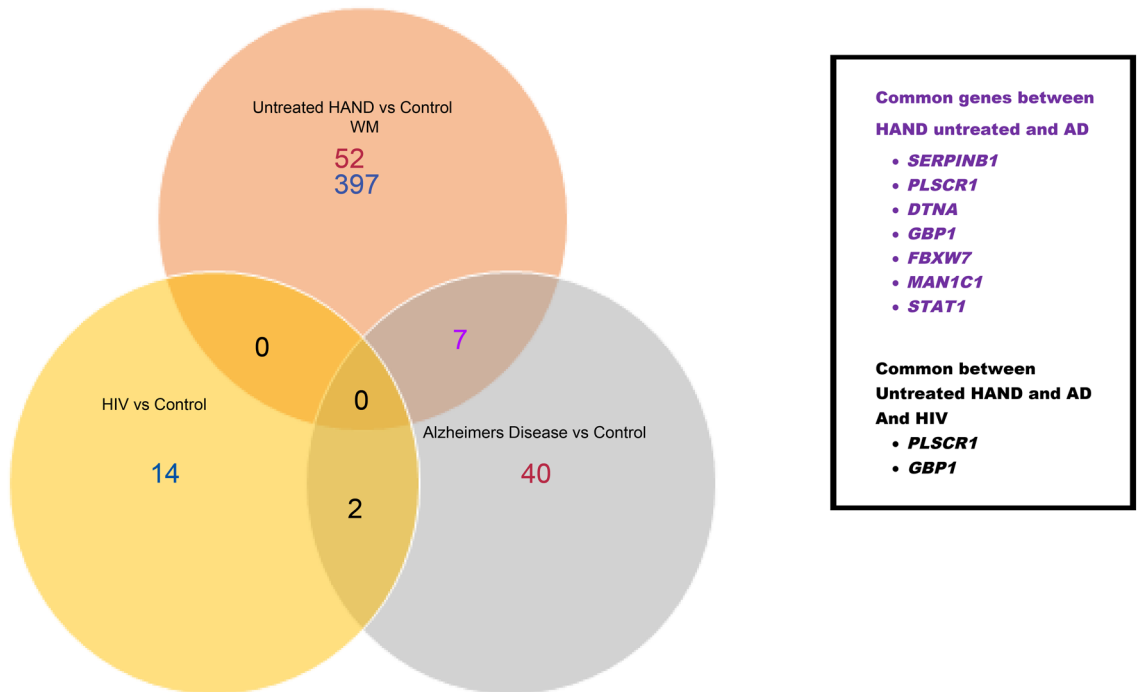 Untreated HAND vs Control
WM
52
397
0
7
0
HIV vs Control
Alzheimers Disease vs Control
14
40
2
Common genes between
HAND untreated and AD
• SERPINB1
• PLSCR1
• DTNA
• GBP1
• FBXW7
• MAN1C1
• STAT1
Common between
Untreated HAND and AD
And HIV
• PLSCR1
• GBP1